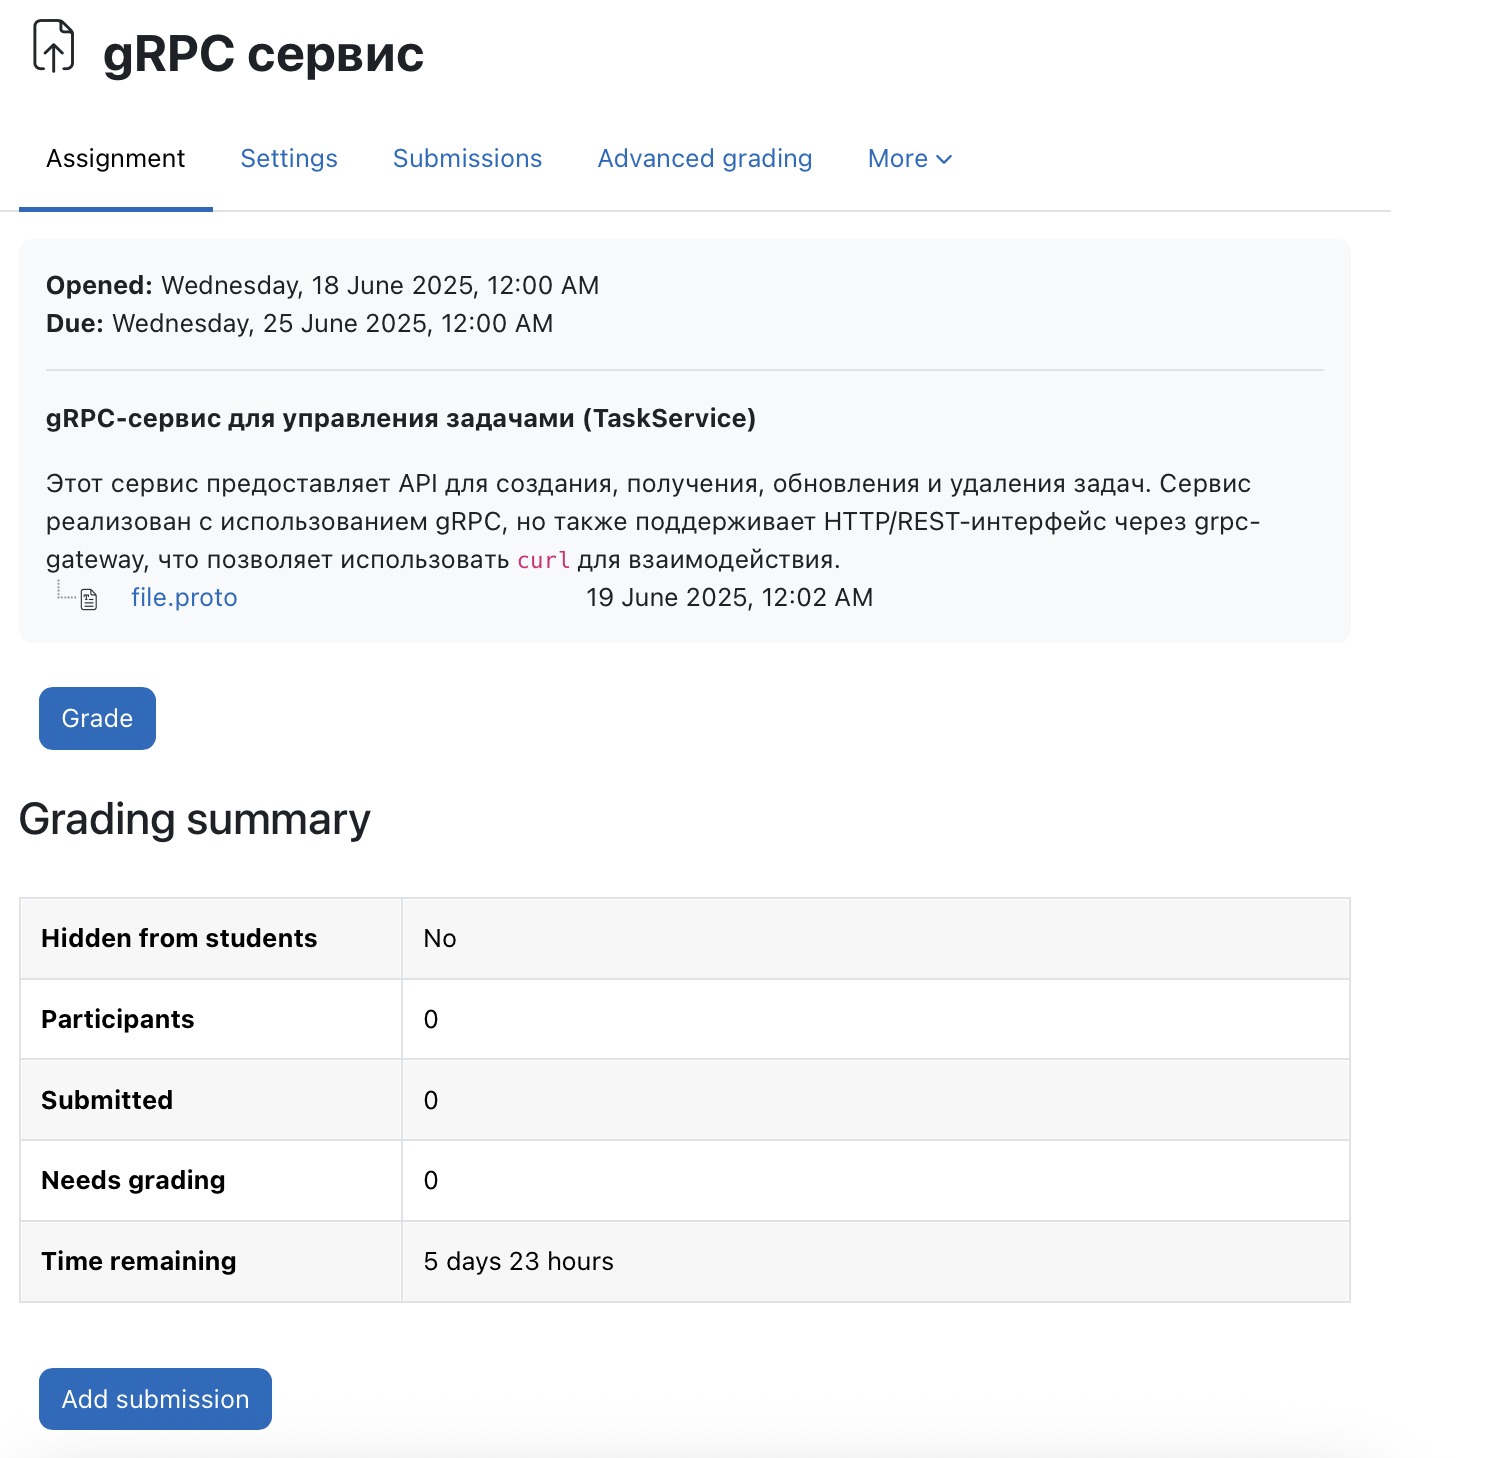 gRPC сервис
Assignment
Settings
Submissions
Advanced grading
More
Opened: Wednesday, 18 June 2025, 12:00 AM
Due: Wednesday, 25 June 2025, 12:00 AM
gRPC-сервис для управления задачами (TaskService)
Этот сервис предоставляет API для создания, получения, обновления и удаления задач. Сервис
реализован с использованием gRPC, но также поддерживает HTTP/REST-интерфейс через grpc-
gateway, что позволяет использовать curl для взаимодействия.
file.proto 19 June 2025, 12:02 AM
Grade
Grading summary
Hidden from students No
Participants 0
Submitted 0
Needs grading 0
Time remaining 5 days 23 hours
Add submission